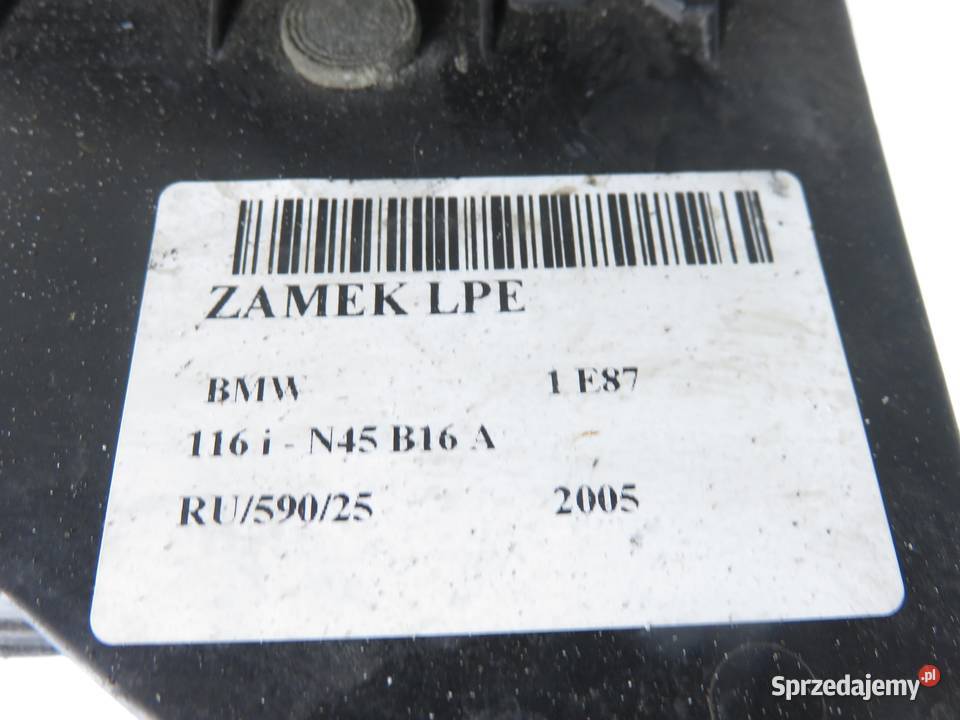 ZAMEK LPE
BMW 1 E87
116 i - N45 B16 A
RU/590/25 2005
Sprzedajemy.pl